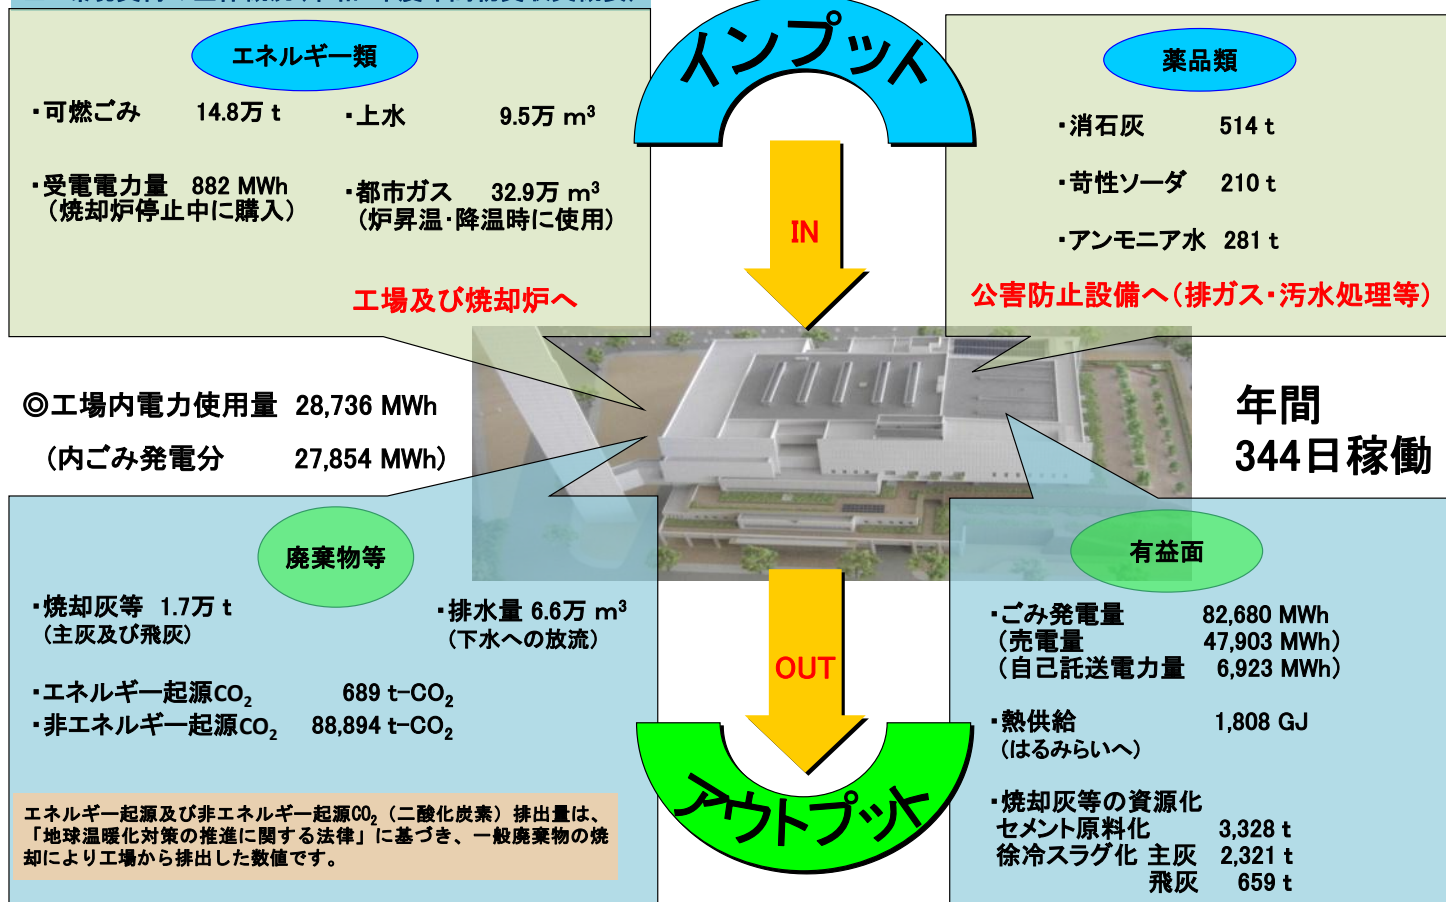 インプット
エネルギー類
・可燃ごみ 14.8万 t
・上水 9.5万 m³
・受電電力量 882 MWh
(焼却炉停止中に購入)
・都市ガス 32.9万 m³
(炉昇温・降温時に使用)
工場及び焼却炉へ
薬品類
・消石灰 514 t
・苛性ソーダ 210 t
・アンモニア水 281 t
公害防止設備へ(排ガス・汚水処理等)
IN
◎工場内電力使用量 28,736 MWh
(内ごみ発電分 27,854 MWh)
年間
344日稼働
廃棄物等
・焼却灰等 1.7万 t
(主灰及び飛灰)
・排水量 6.6万 m³
(下水への放流)
・エネルギー起源CO₂ 689 t-CO₂
・非エネルギー起源CO₂ 88,894 t-CO₂
エネルギー起源及び非エネルギー起源CO₂（二酸化炭素）排出量は、
「地球温暖化対策の推進に関する法律」に基づき、一般廃棄物の焼
却により工場から排出した数値です。
OUT
アウトプット
有益面
・ごみ発電量 82,680 MWh
(売電量 47,903 MWh)
(自己託送電力量 6,923 MWh)
・熱供給 1,808 GJ
(はるみらいへ)
・焼却灰等の資源化
セメント原料化 3,328 t
徐冷スラグ化 主灰 2,321 t
飛灰 659 t